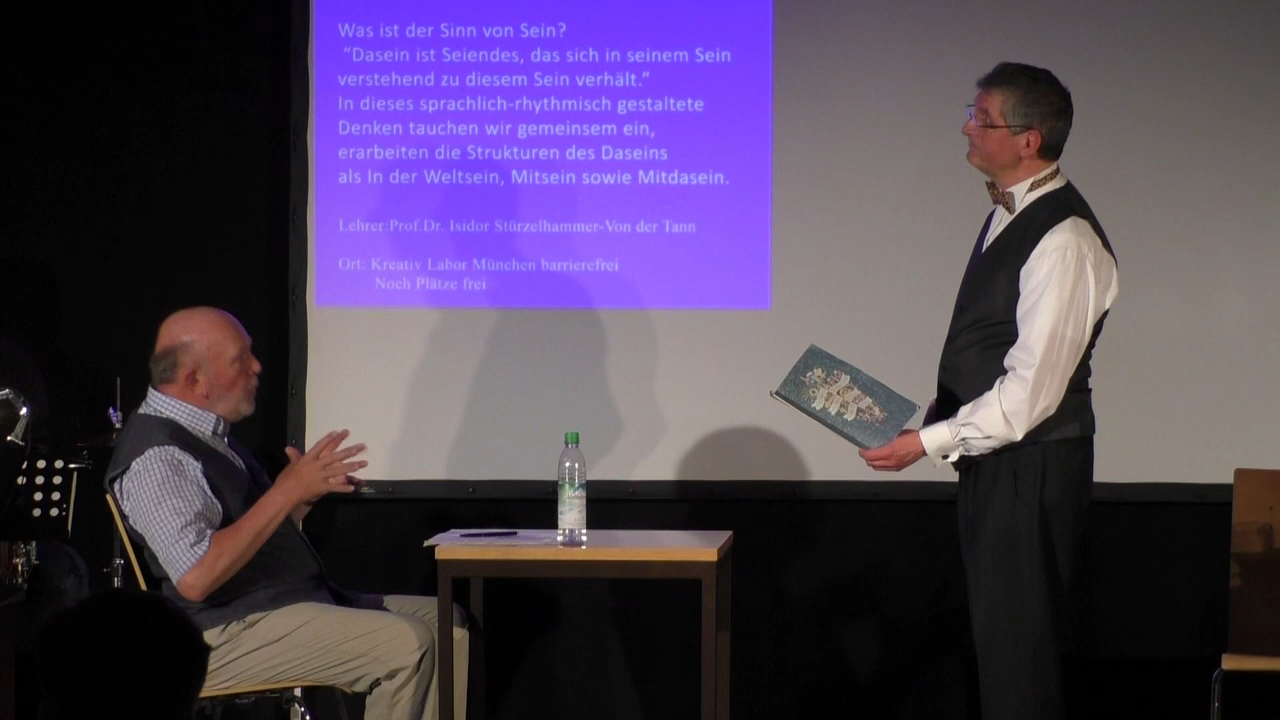 Was ist der Sinn von Sein?
“Dasein ist Seiendes, das sich in seinem Sein
verstehend zu diesem Sein verhält.”
In dieses sprachlich-rhythmisch gestaltete
Denken tauchen wir gemeinsam ein,
erarbeiten die Strukturen des Daseins
als In der Weltsein, Mitsein sowie Mitdasein.
Lehrer:Prof.Dr. Isidor Stürzelhammer-Von der Tann
Ort: Kreativ Labor München barrierefrei
Noch Plätze frei